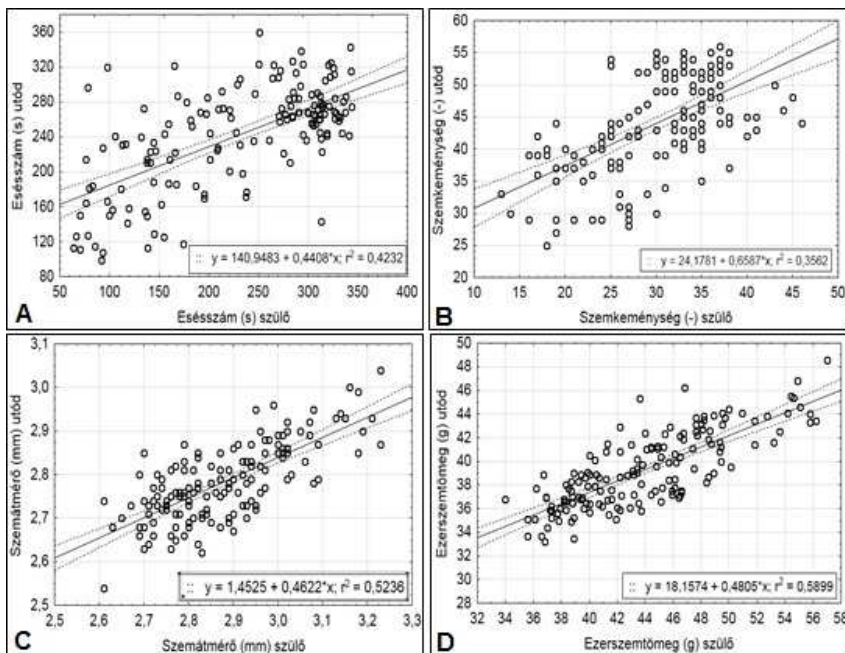 Esésszám (s) utód
360
320
280
240
200
160
120
80
50 100 150 200 250 300 350 400
:: y = 140,9483 + 0,4408*x; r² = 0,4232
A
Esésszám (s) szülő
Szemkeménység (-) utód
60
55
50
45
40
35
30
25
20
10 15 20 25 30 35 40 45 50
:: y = 24,1781 + 0,6587*x; r² = 0,3562
B
Szemkeménység (-) szülő
Szemátmérő (mm) utód
3,1
3,0
2,9
2,8
2,7
2,6
2,5
2,5 2,6 2,7 2,8 2,9 3,0 3,1 3,2 3,3
:: y = 1,4525 + 0,4622*x; r² = 0,5236
C
Szemátmérő (mm) szülő
Ezerszemtömeg (g) utód
50
48
46
44
42
40
38
36
34
32
30
28
32 34 36 38 40 42 44 46 48 50 52 54 56 58
:: y = 18,1574 + 0,4805*x; r² = 0,5899
D
Ezerszemtömeg (g) szülő